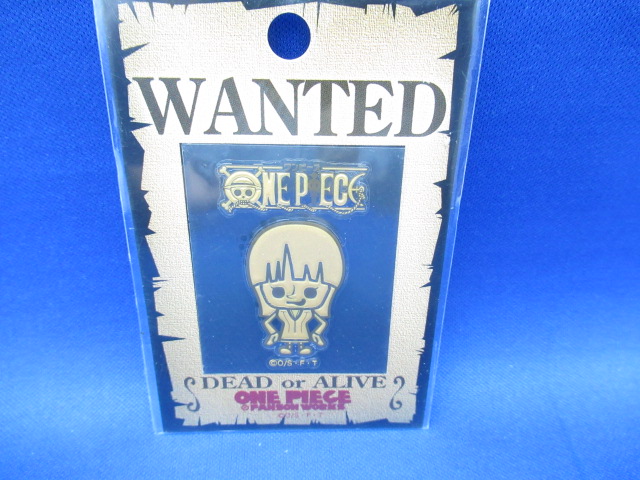 WANTED
ONE PIECE
©O/S・F・T
DEAD or ALIVE
ONE PIECE
© PANSON WORKS